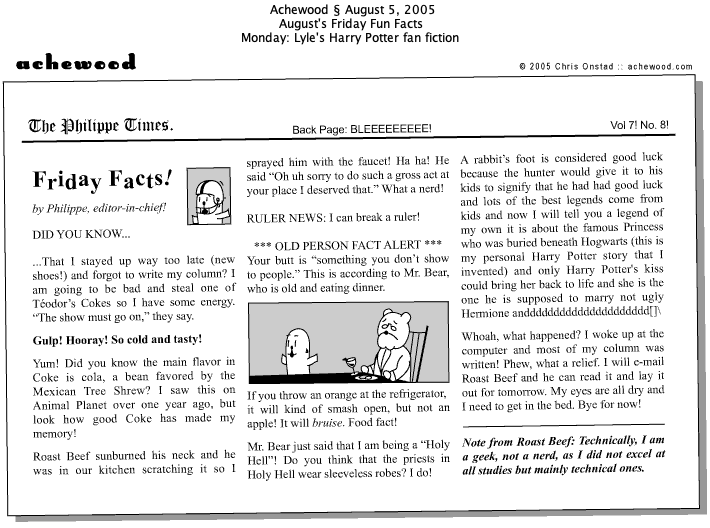 Achewood § August 5, 2005
August's Friday Fun Facts
Monday: Lyle's Harry Potter fan fiction
achewood
© 2005 Chris Onstad :: achewood.com
The Philippe Times.
Back Page: BLEEEEEEEEE!
Vol 7! No. 8!
Friday Facts!
by Philippe, editor-in-chief!
DID YOU KNOW...
...That I stayed up way too late (new
shoes!) and forgot to write my column? I
am going to be bad and steal one of
Téodor's Cokes so I have some energy.
"The show must go on," they say.
Gulp! Hooray! So cold and tasty!
Yum! Did you know the main flavor in
Coke is cola, a bean favored by the
Mexican Tree Shrew? I saw this on
Animal Planet over one year ago, but
look how good Coke has made my
memory!
Roast Beef sunburned his neck and he
was in our kitchen scratching it so I
sprayed him with the faucet! Ha ha! He
said "Oh uh sorry to do such a gross act at
your place I deserved that." What a nerd!
RULER NEWS: I can break a ruler!
*** OLD PERSON FACT ALERT ***
Your butt is "something you don't show
to people." This is according to Mr. Bear,
who is old and eating dinner.
If you throw an orange at the refrigerator,
it will kind of smash open, but not an
apple! It will bruise. Food fact!
Mr. Bear just said that I am being a "Holy
Hell"! Do you think that the priests in
Holy Hell wear sleeveless robes? I do!
A rabbit's foot is considered good luck
because the hunter would give it to his
kids to signify that he had had good luck
and lots of the best legends come from
kids and now I will tell you a legend of
my own it is about the famous Princess
who was buried beneath Hogwarts (this is
my personal Harry Potter story that I
invented) and only Harry Potter's kiss
could bring her back to life and she is the
one he is supposed to marry not ugly
Hermione anddddddddddddddddddddd[]\
Whoah, what happened? I woke up at the
computer and most of my column was
written! Phew, what a relief. I will e-mail
Roast Beef and he can read it and lay it
out for tomorrow. My eyes are all dry and
I need to get in the bed. Bye for now!
Note from Roast Beef: Technically, I am
a geek, not a nerd, as I did not excel at
all studies but mainly technical ones.